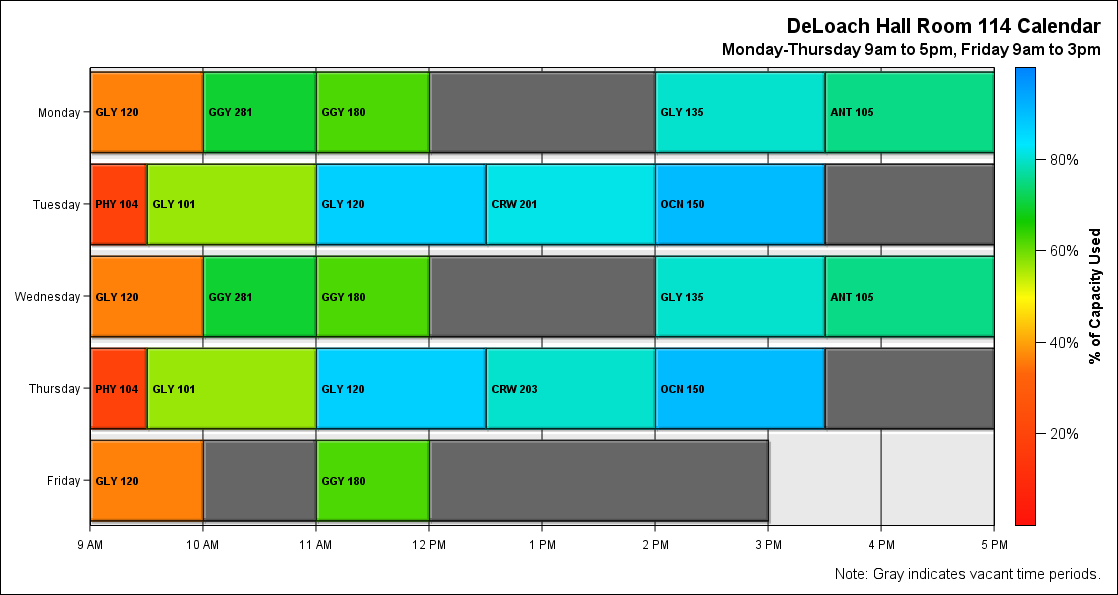 DeLoach Hall Room 114 Calendar
Monday-Thursday 9am to 5pm, Friday 9am to 3pm
Monday GLY 120 GGY 281 GGY 180 GLY 135 ANT 105
Tuesday PHY 104 GLY 101 GLY 120 CRW 201 OCN 150
Wednesday GLY 120 GGY 281 GGY 180 GLY 135 ANT 105
Thursday PHY 104 GLY 101 GLY 120 CRW 203 OCN 150
Friday GLY 120 GGY 180
9 AM 10 AM 11 AM 12 PM 1 PM 2 PM 3 PM 4 PM 5 PM
80%
60%
40%
20%
% of Capacity Used
Note: Gray indicates vacant time periods.